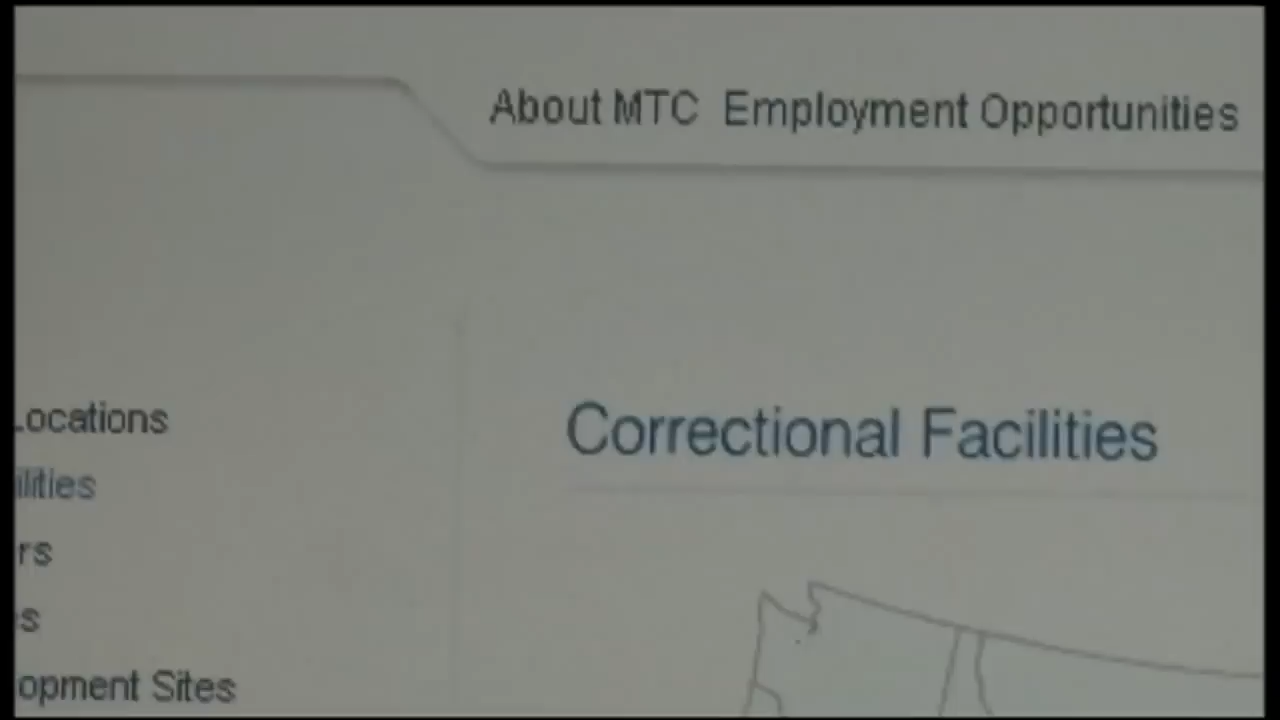 About MTC Employment Opportunities
Locations
Correctional Facilities
ilities
rs
s
opment Sites